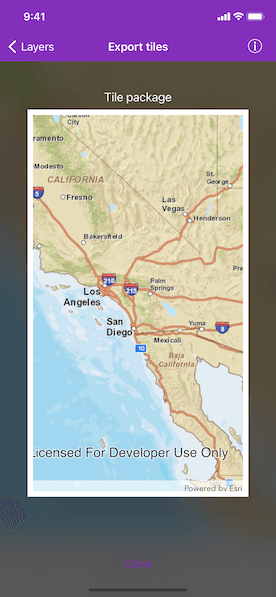 9:41
Layers
Export tiles
Tile package
Carson
City
ramento
Modesto
CALIFORNIA
5
Fresno
St.
George
Las
Vegas
Henderson
Bakersfield
Pre
210
215
Los
Angeles
Palm
Springs
San
Diego
Yuma
8
Mexicali
10
Baja
California
Licensed For Developer Use Only
Powered by Esri
Close